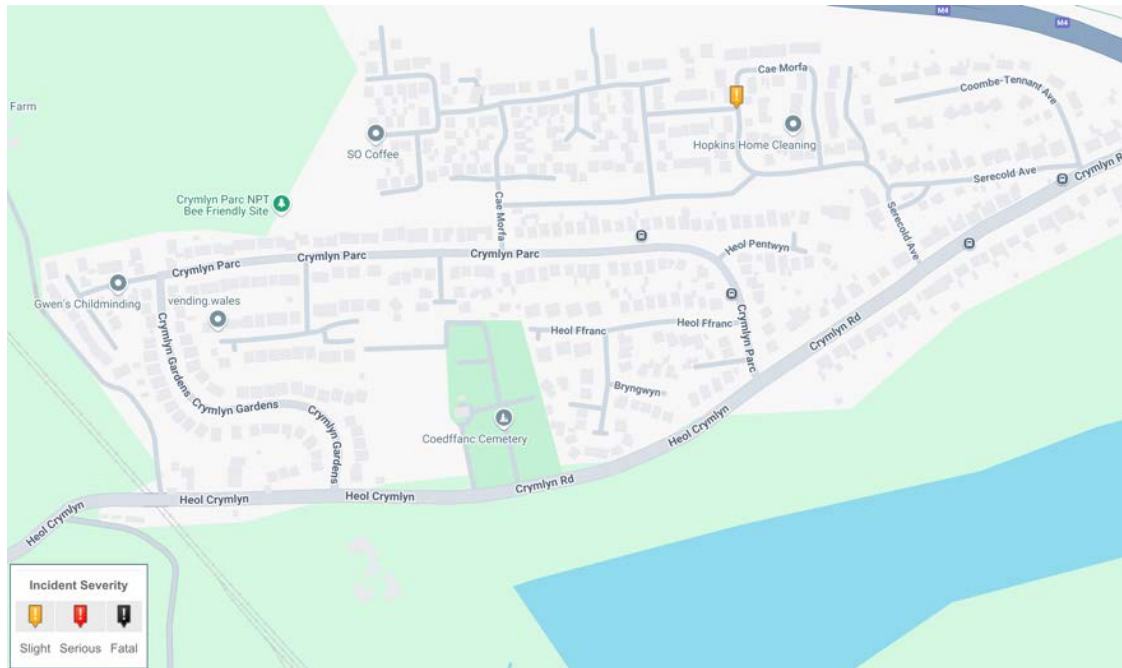 M4
M4
Cae Morfa
Coombe-Tennant Ave
Farm
SO Coffee
Hopkins Home Cleaning
Serecold Ave
Crymlyn R
Crymlyn Parc NPT
Bee Friendly Site
Cae Morfa
Serecold Ave
Heol Pentwyn
Crymlyn Parc
Crymlyn Parc
Crymlyn Parc
Gwen's Childminding
vending.wales
Heol Ffranc
Heol Ffranc
Crymlyn Parc
Crymlyn Rd
Crymlyn Gardens
Bryngwyn
Crymlyn Gardens
Crymlyn Gardens
Coedffanc Cemetery
Heol Crymlyn
Crymlyn Rd
Heol Crymlyn
Heol Crymlyn
Heol Crymlyn
Incident Severity
Slight Serious Fatal